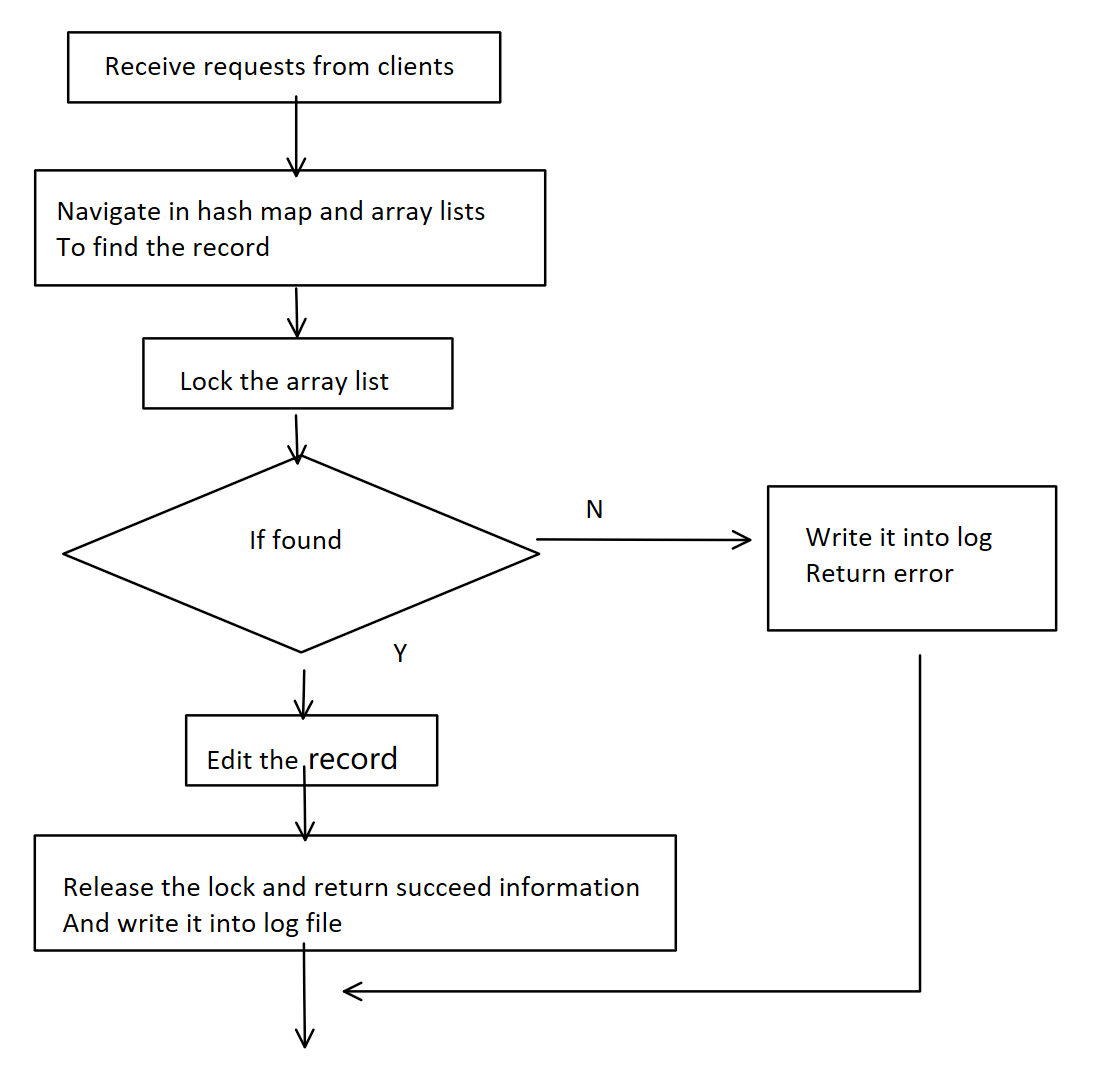 Receive requests from clients
Navigate in hash map and array lists
To find the record
Lock the array list
If found
N
Write it into log
Return error
Y
Edit the record
Release the lock and return succeed information
And write it into log file